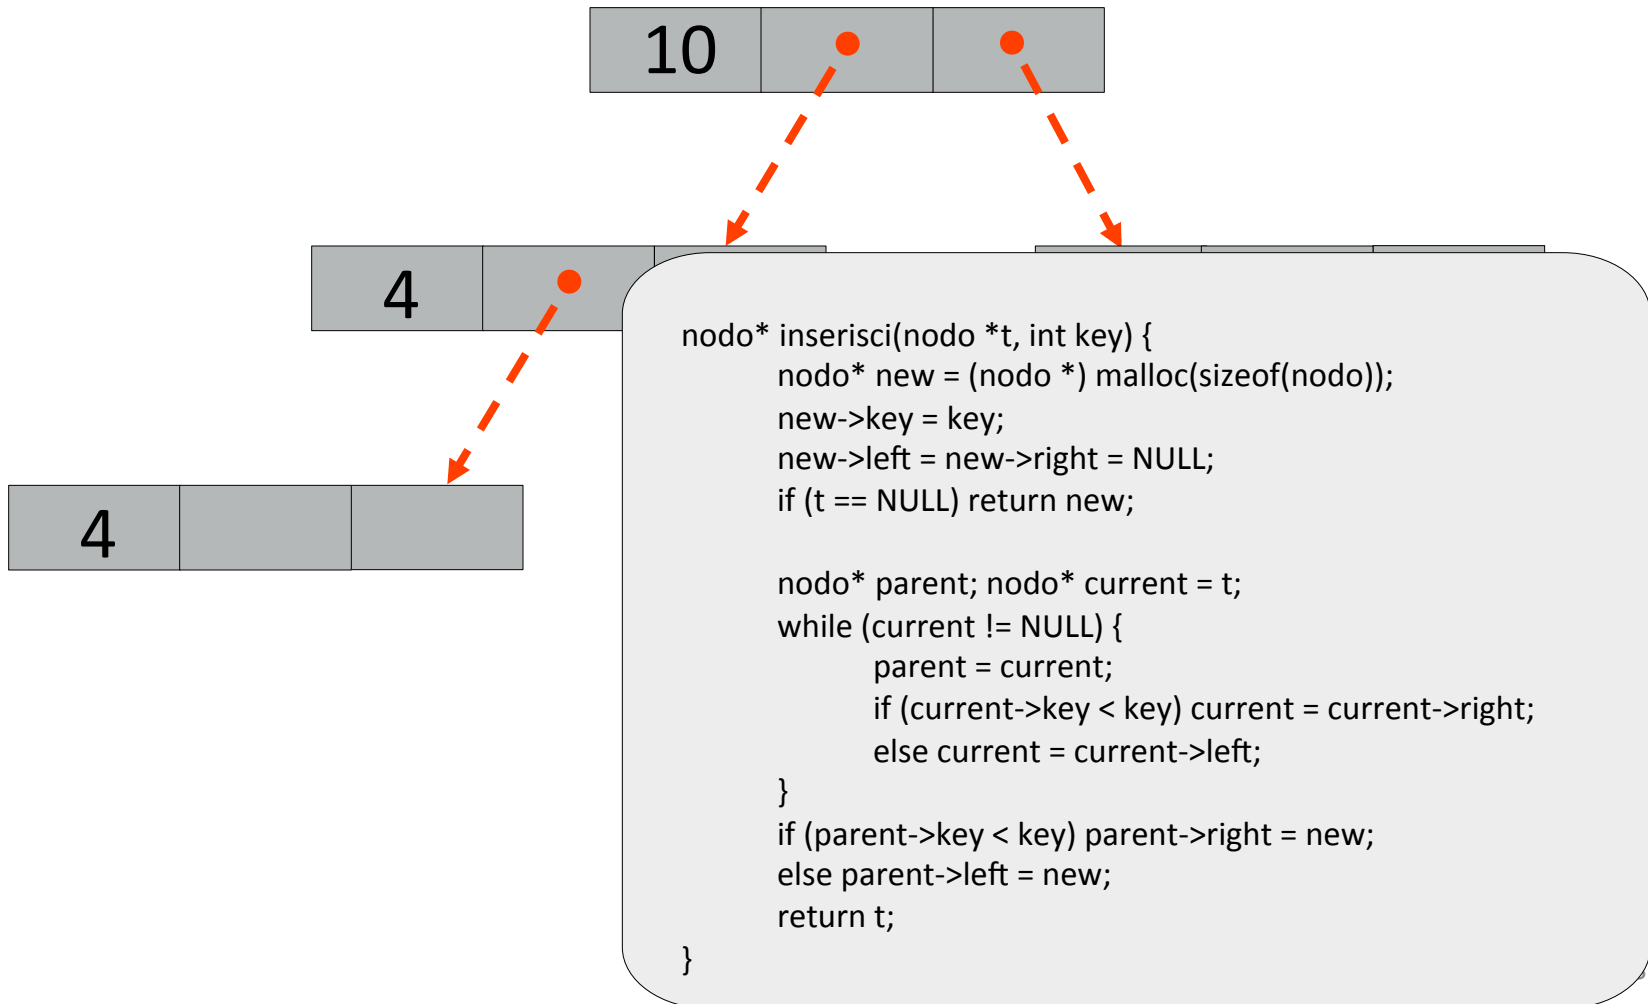 10
4
4
nodo* inserisci(nodo *t, int key) {
nodo* new = (nodo *) malloc(sizeof(nodo));
new->key = key;
new->left = new->right = NULL;
if (t == NULL) return new;
nodo* parent; nodo* current = t;
while (current != NULL) {
parent = current;
if (current->key < key) current = current->right;
else current = current->left;
}
if (parent->key < key) parent->right = new;
else parent->left = new;
return t;
}